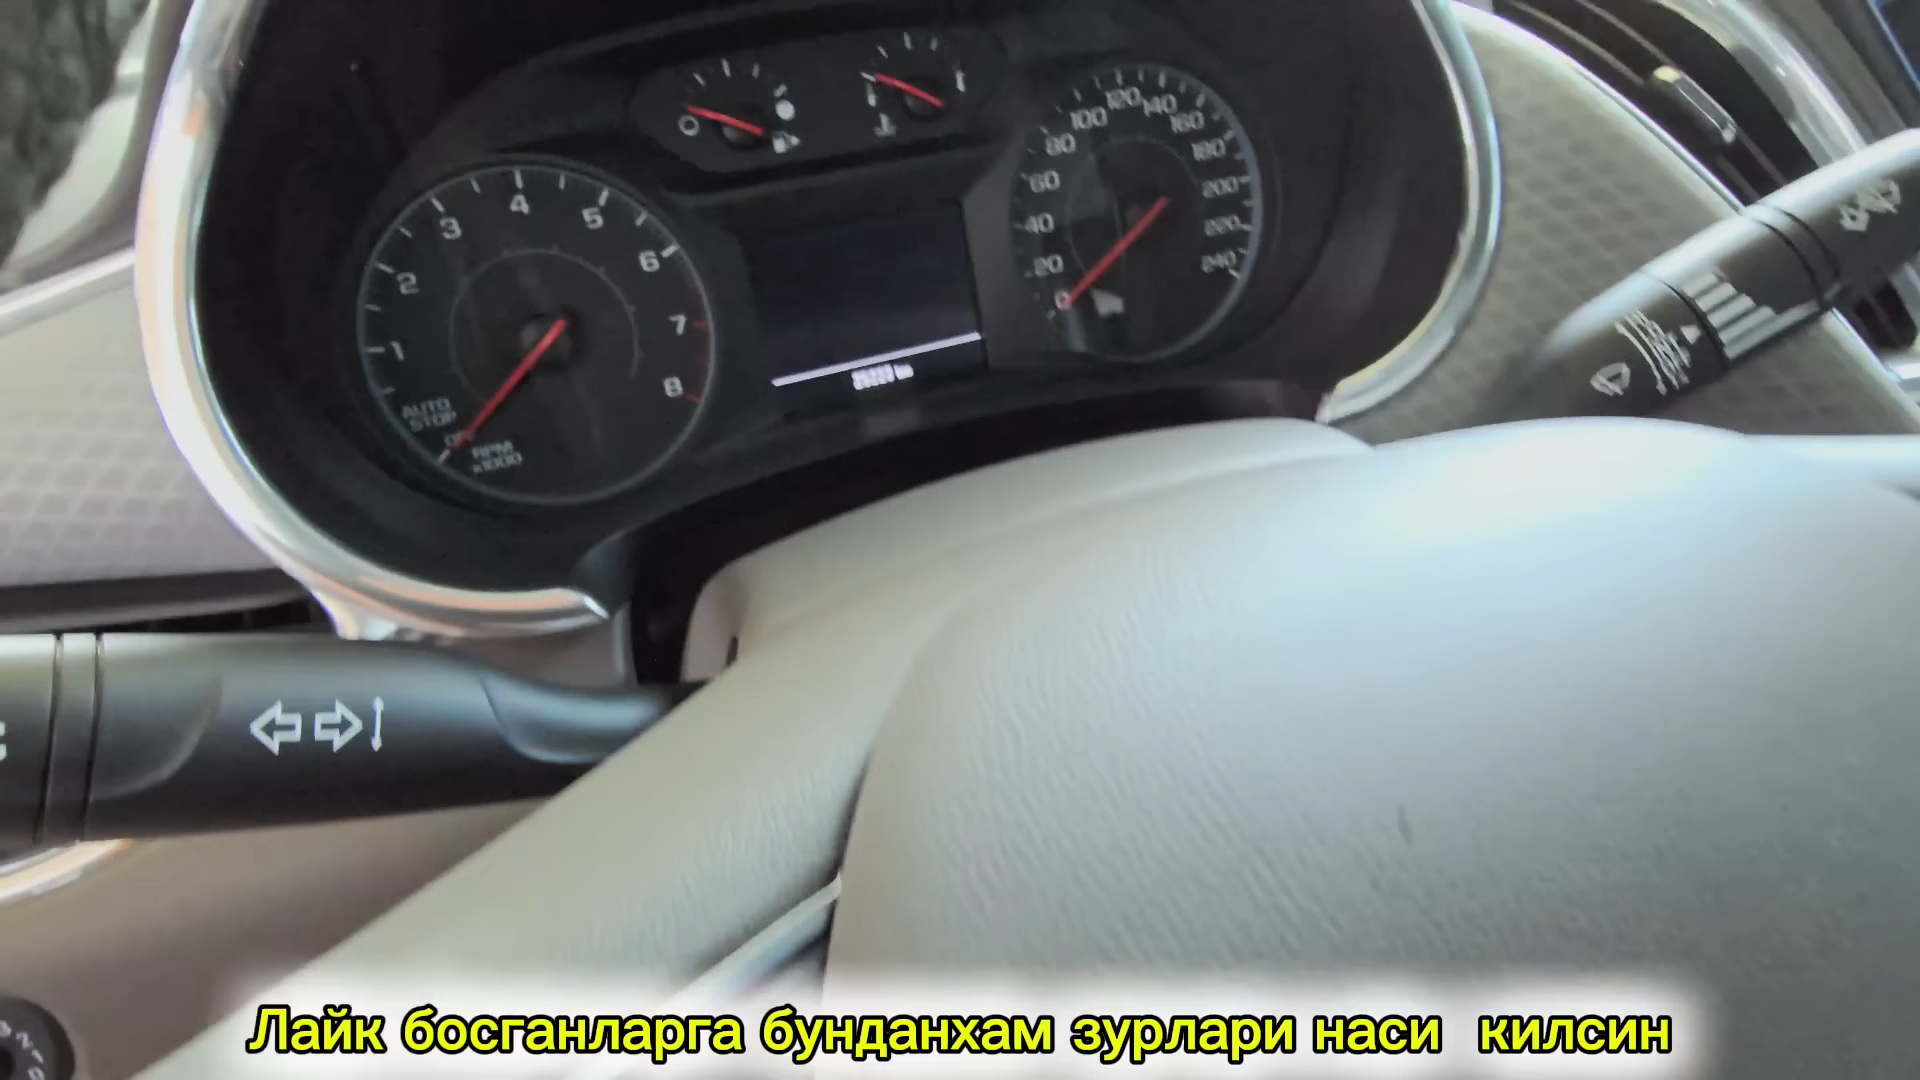 100 120 140
80 160
60 180
40 200
20 220
0 240
3 4 5
2 6
1 7
8
AUTO
STOP
RPM
x1000
Лайк босганларга бунданхам зурлари наси килсин